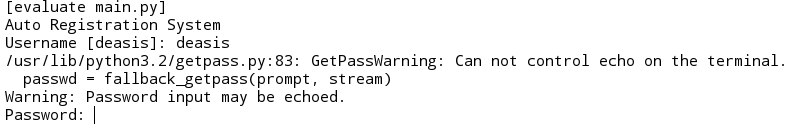 [evaluate main.py]
Auto Registration System
Username [deasis]: deasis
/usr/lib/python3.2/getpass.py:83: GetPassWarning: Can not control echo on the terminal.
  passwd = fallback_getpass(prompt, stream)
Warning: Password input may be echoed.
Password: